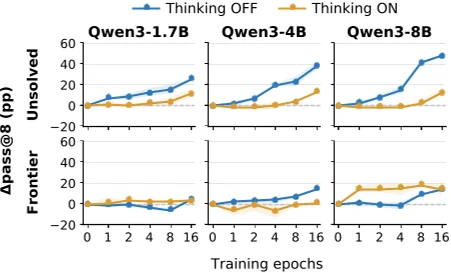 Thinking OFF Thinking ON
Qwen3-1.7B Qwen3-4B Qwen3-8B
Δpass@8 (pp)
Unsolved
60
40
20
0
−20
Frontier
60
40
20
0
−20
0 1 2 4 8 16 0 1 2 4 8 16 0 1 2 4 8 16
Training epochs